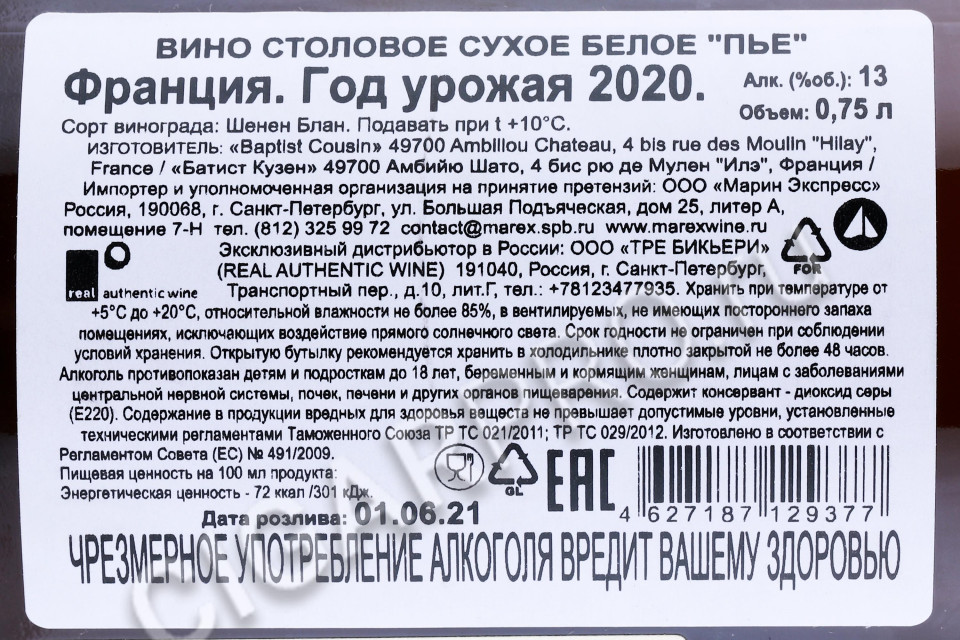 ВИНО СТОЛОВОЕ СУХОЕ БЕЛОЕ "ПЬЕ"
Франция. Год урожая 2020.
Алк. (%об.): 13
Объем: 0,75 л
Сорт винограда: Шенен Блан. Подавать при t +10°C.
ИЗГОТОВИТЕЛЬ: «Baptist Cousin» 49700 Ambillou Chateau, 4 bis rue des Moulin "Hilay",
France / «Батист Кузен» 49700 Амбийю Шато, 4 бис рю де Мулен "Илэ", Франция /
Импортер и уполномоченная организация на принятие претензий: ООО «Марин Экспресс»
Россия, 190068, г. Санкт-Петербург, ул. Большая Подъяческая, дом 25, литер А,
помещение 7-Н тел. (812) 325 99 72 contact@marex.spb.ru www.marexwine.ru
Эксклюзивный дистрибьютор в России: ООО «ТРЕ БИКЬЕРИ»
(REAL AUTHENTIC WINE) 191040, Россия, г. Санкт-Петербург,
FOR
real authentic wine
Транспортный пер., д.10, лит.Г, тел.: +78123477935. Хранить при температуре от
+5°C до +20°C, относительной влажности не более 85%, в вентилируемых, не имеющих постороннего запаха
помещениях, исключающих воздействие прямого солнечного света. Срок годности не ограничен при соблюдении
условий хранения. Открытую бутылку рекомендуется хранить в холодильнике плотно закрытой не более 48 часов.
Алкоголь противопоказан детям и подросткам до 18 лет, беременным и кормящим женщинам, лицам с заболеваниями
центральной нервной системы, почек, печени и других органов пищеварения. Содержит консервант - диоксид серы
(Е220). Содержание в продукции вредных для здоровья веществ не превышает допустимые уровни, установленные
техническими регламентами Таможенного Союза ТР ТС 021/2011; ТР ТС 029/2012. Изготовлено в соответствии с
Регламентом Совета (ЕС) № 491/2009.
Пищевая ценность на 100 мл продукта:
Энергетическая ценность - 72 ккал /301 кДж.
GL
EAC
Дата розлива: 01.06.21
4 627187 129377
ЧРЕЗМЕРНОЕ УПОТРЕБЛЕНИЕ АЛКОГОЛЯ ВРЕДИТ ВАШЕМУ ЗДОРОВЬЮ
CIGARPRO.ru